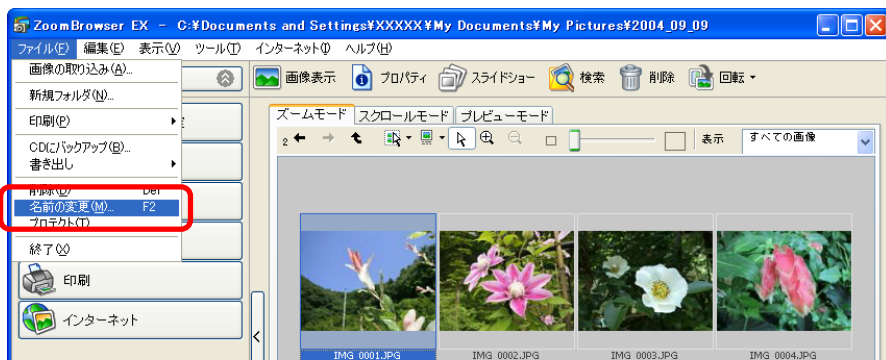 ZoomBrowser EX - C:¥Documents and Settings¥XXXXX¥My Documents¥My Pictures¥2004_09_09
ファイル(F) 編集(E) 表示(V) ツール(T) インターネット(I) ヘルプ(H)
画像の取り込み(A)...
新規フォルダ(N)...
印刷(P)
CDにバックアップ(B)...
書き出し
削除(D) Del
名前の変更(M)... F2
プロテクト(T)
終了(X)
印刷
インターネット
画像表示 プロパティ スライドショー 検索 削除 回転
ズームモード スクロールモード プレビューモード
2 表示 すべての画像
IMG_0001.JPG IMG_0002.JPG IMG_0003.JPG IMG_0004.JPG